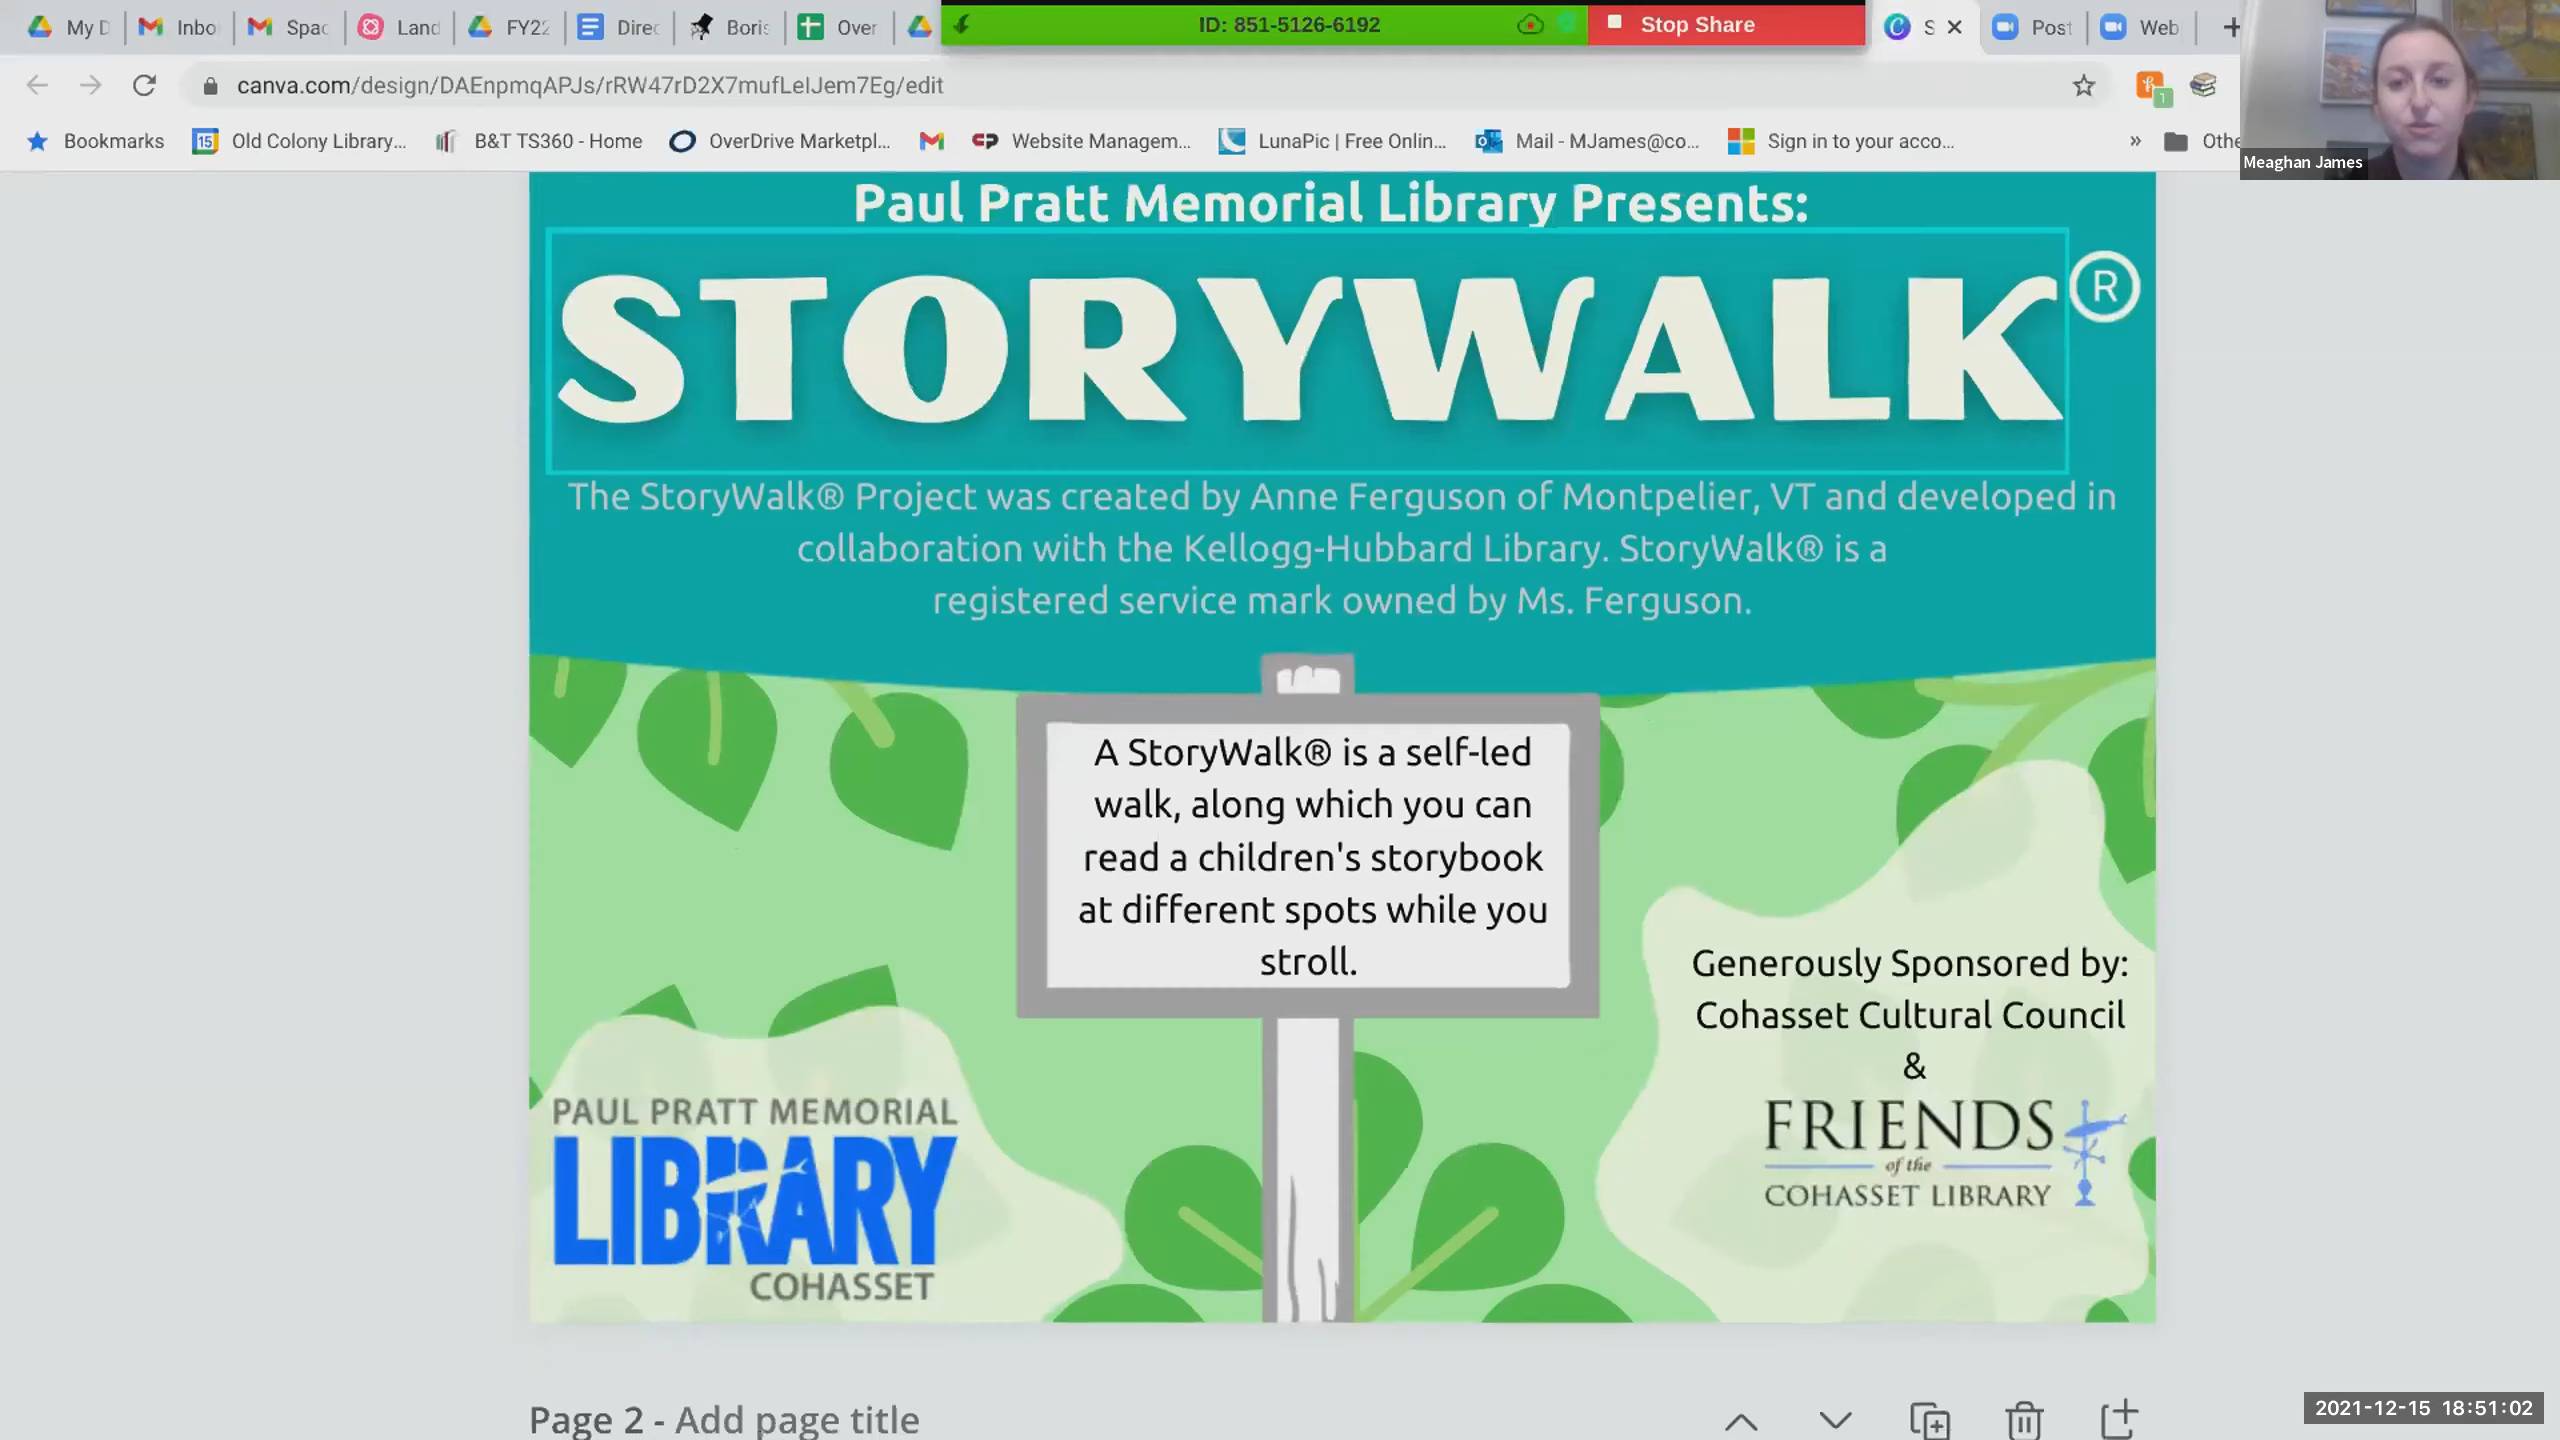 My D
Inbo
Spac
Land
FY22
Direc
Boris
Over
ID: 851-5126-6192
Stop Share
S
Post
Web
canva.com/design/DAEnpmqAPJs/rRW47rD2X7mufLeIJem7Eg/edit
1
Bookmarks
15
Old Colony Library...
B&T TS360 - Home
OverDrive Marketpl...
CP
Website Managem...
LunaPic | Free Onlin...
Mail - MJames@co...
Sign in to your acco...
»
Othe
Meaghan James
Paul Pratt Memorial Library Presents:
STORYWALK®
The StoryWalk® Project was created by Anne Ferguson of Montpelier, VT and developed in
collaboration with the Kellogg-Hubbard Library. StoryWalk® is a
registered service mark owned by Ms. Ferguson.
A StoryWalk® is a self-led
walk, along which you can
read a children's storybook
at different spots while you
stroll.
Generously Sponsored by:
Cohasset Cultural Council
&
FRIENDS
of the
COHASSET LIBRARY
PAUL PRATT MEMORIAL
LIBRARY
COHASSET
Page 2 - Add page title
2021-12-15 18:51:02